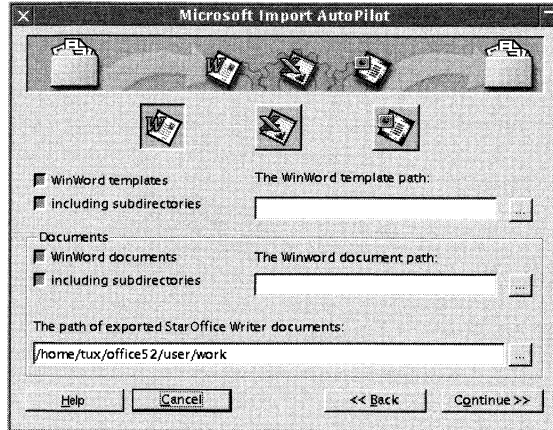 Microsoft Import AutoPilot
WinWord templates
including subdirectories
The WinWord template path:
...
Documents
WinWord documents
including subdirectories
The Winword document path:
...
The path of exported StarOffice Writer documents:
/home/tux/office52/user/work
...
Help
Cancel
<< Back
Continue >>